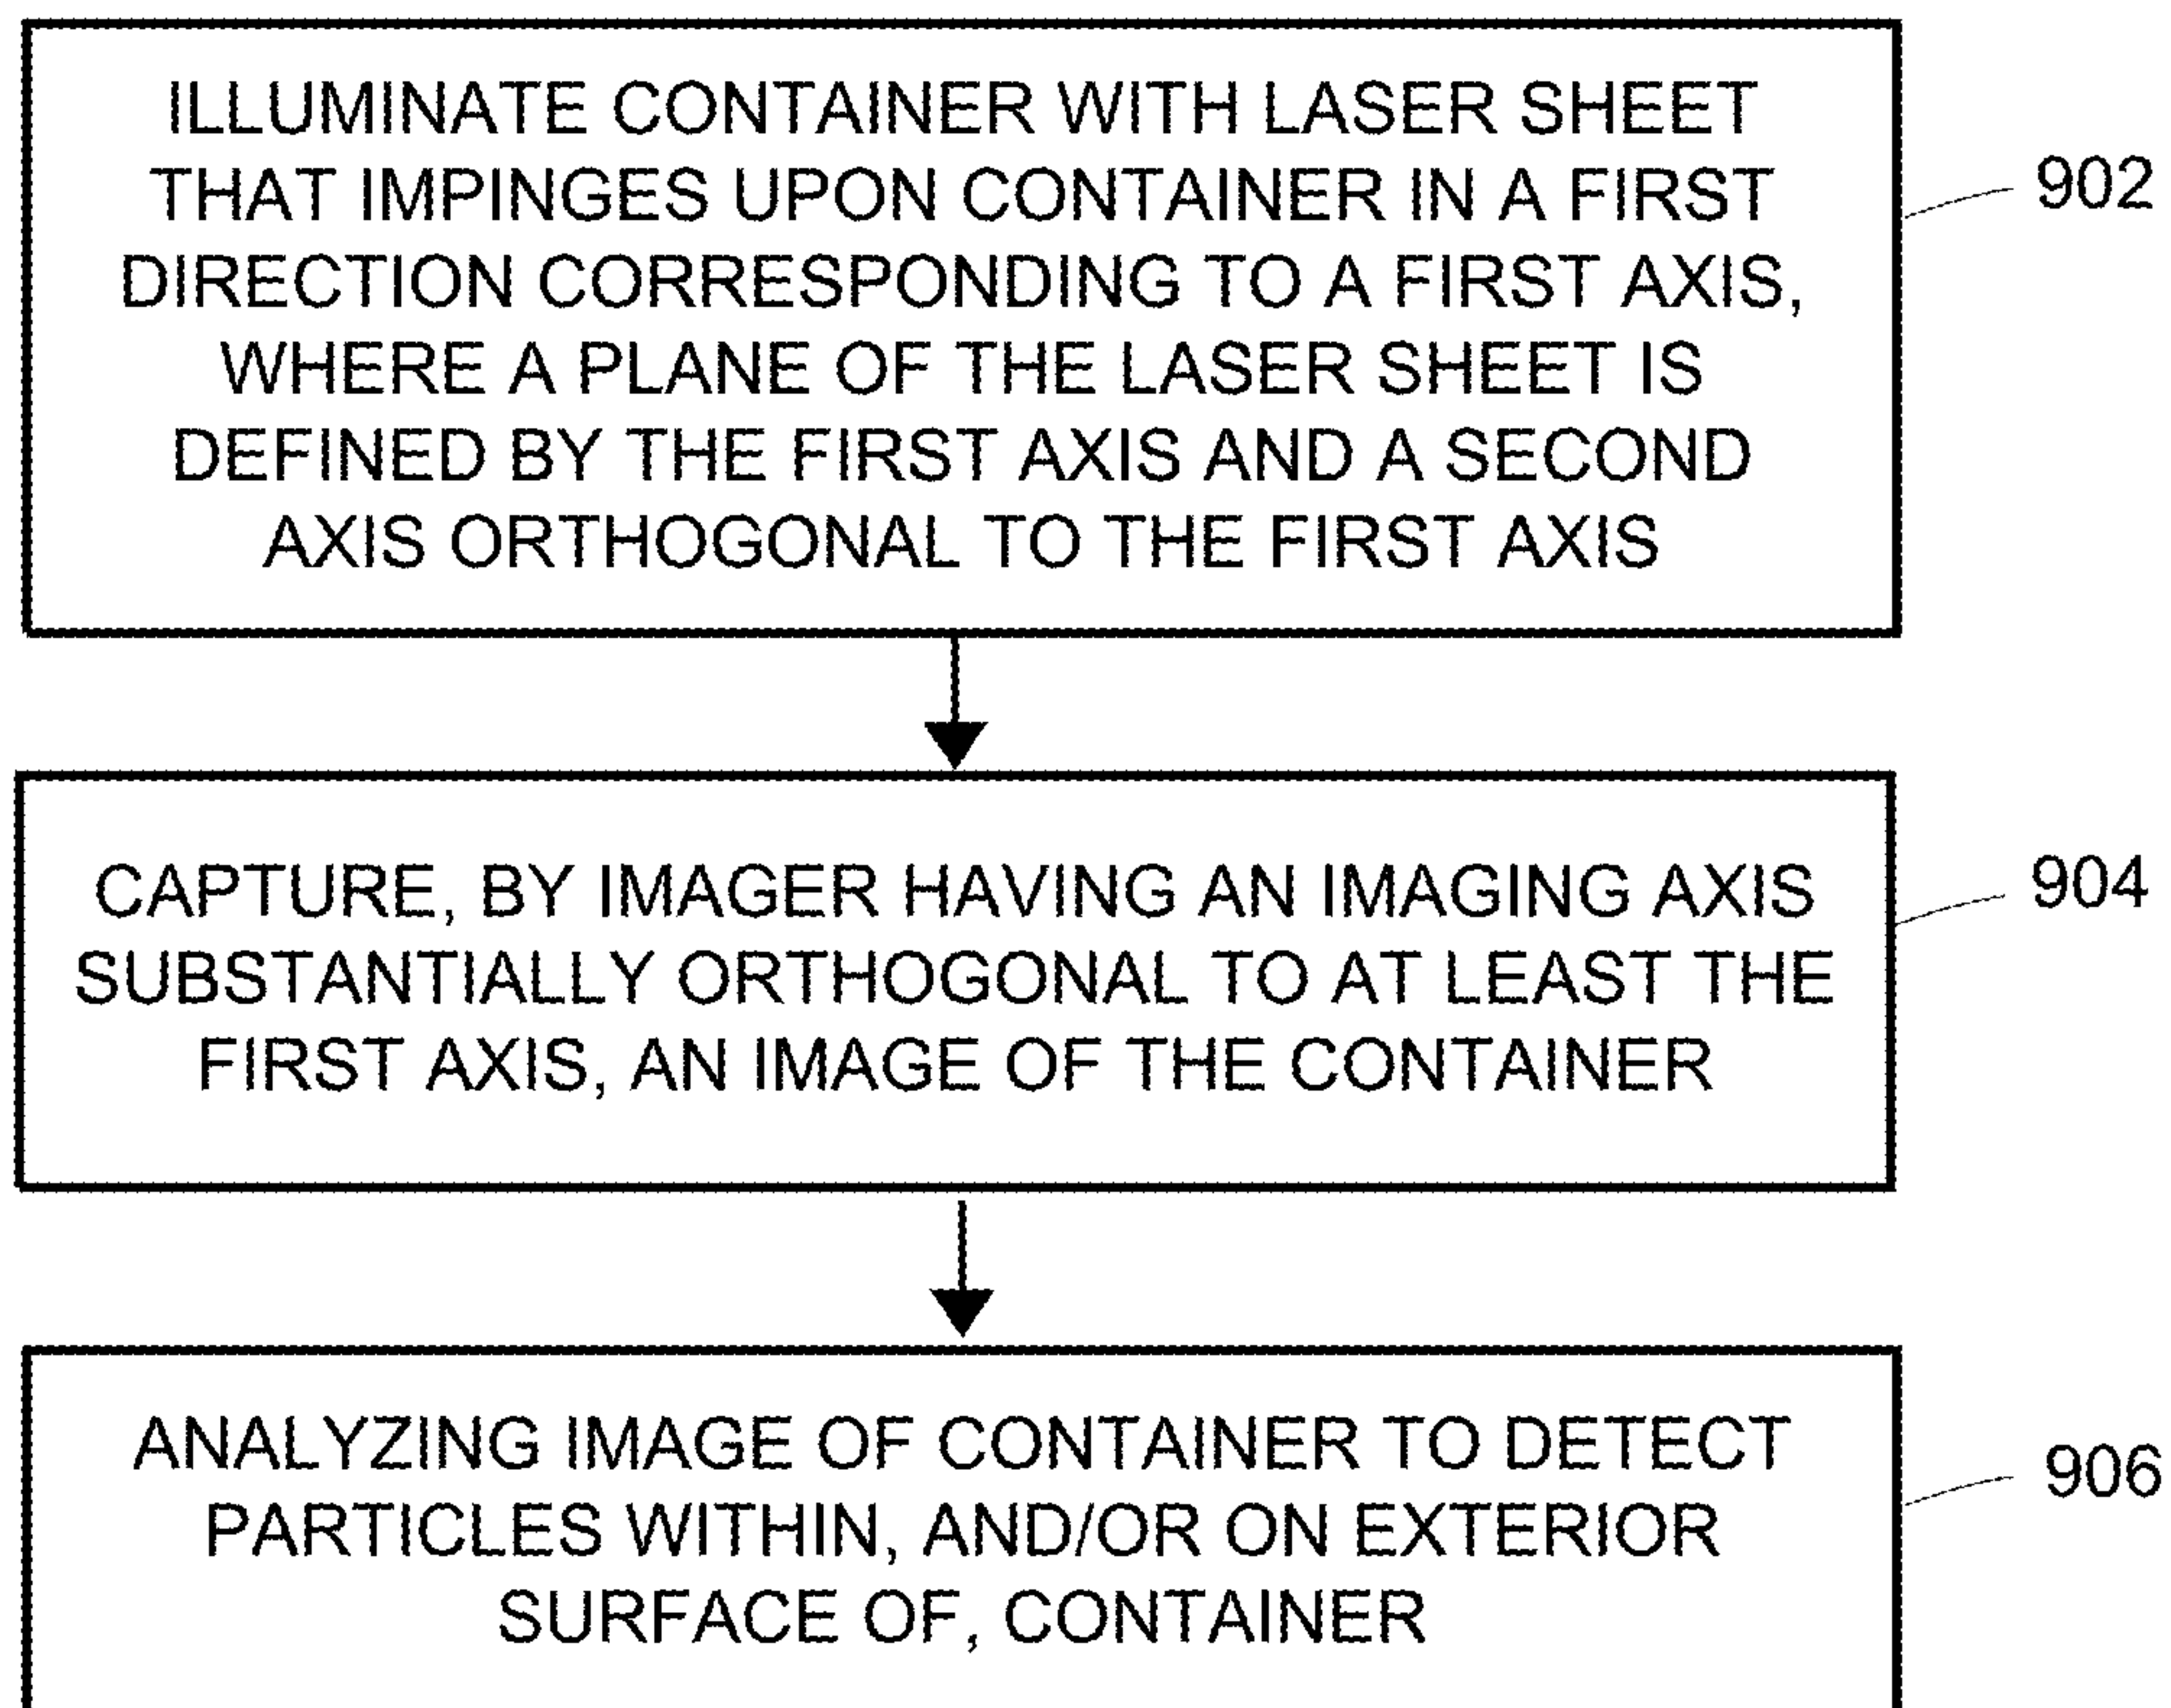 ILLUMINATE CONTAINER WITH LASER SHEET
THAT IMPINGES UPON CONTAINER IN A FIRST
DIRECTION CORRESPONDING TO A FIRST AXIS,
WHERE A PLANE OF THE LASER SHEET IS
DEFINED BY THE FIRST AXIS AND A SECOND
AXIS ORTHOGONAL TO THE FIRST AXIS
902
CAPTURE, BY IMAGER HAVING AN IMAGING AXIS
SUBSTANTIALLY ORTHOGONAL TO AT LEAST THE
FIRST AXIS, AN IMAGE OF THE CONTAINER
904
ANALYZING IMAGE OF CONTAINER TO DETECT
PARTICLES WITHIN, AND/OR ON EXTERIOR
SURFACE OF, CONTAINER
906